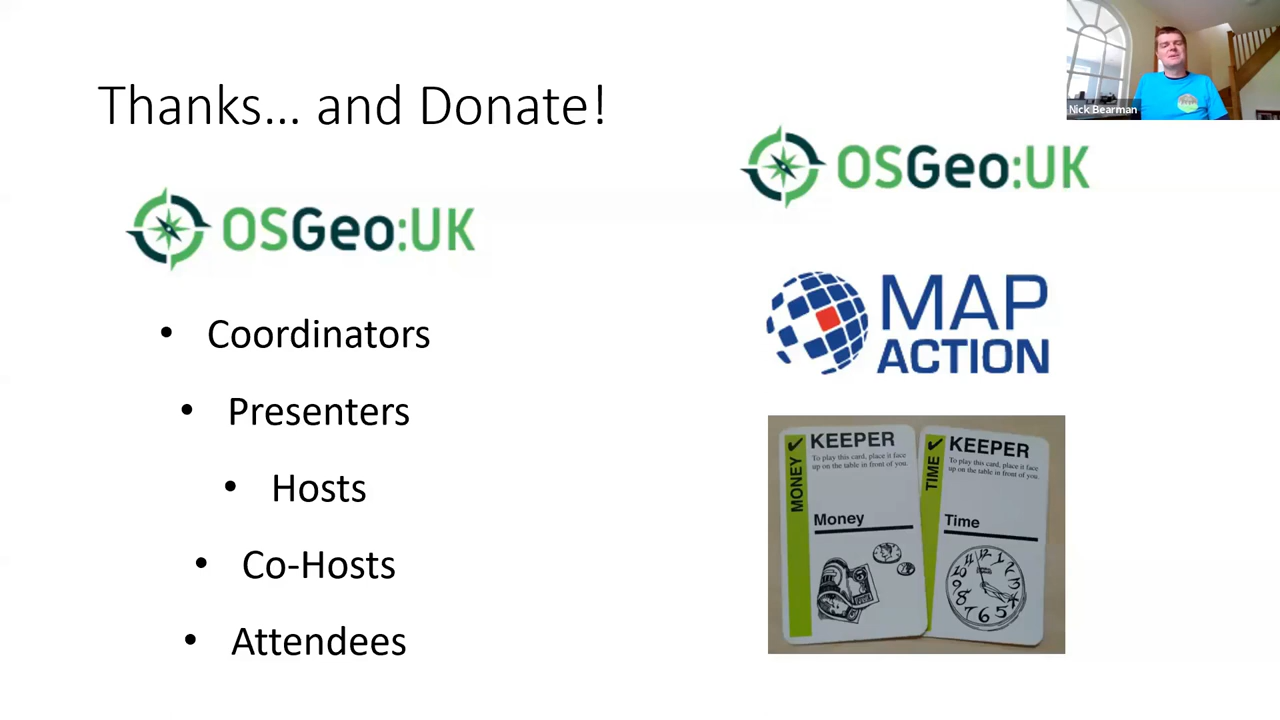 Thanks... and Donate!
OSGeo:UK
• Coordinators
• Presenters
• Hosts
• Co-Hosts
• Attendees
Nick Bearman
OSGeo:UK
MAP
ACTION
MONEY
KEEPER
To play this card, place it face
up on the table in front of you.
Money
TIME
KEEPER
To play this card, place it face
up on the table in front of you.
Time